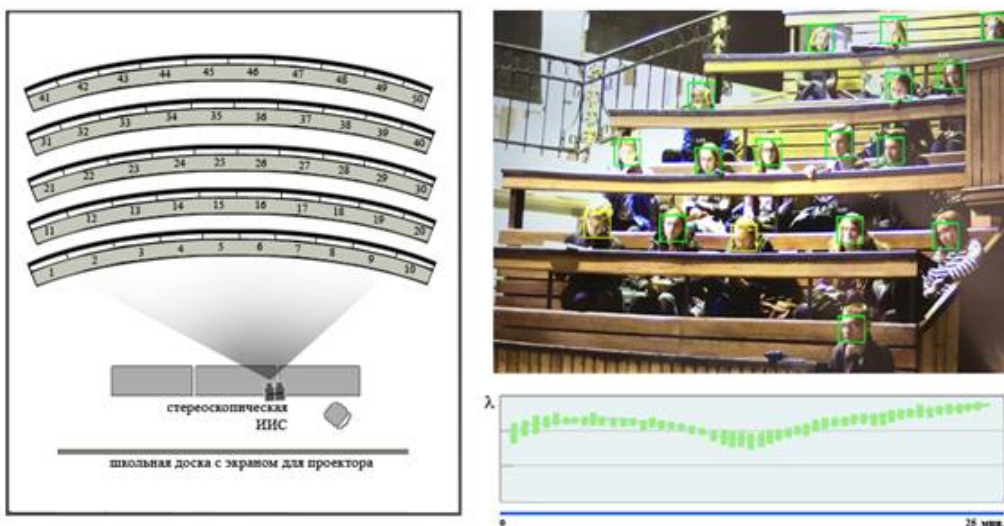 41 42 43 44 45 46 47 48 49 50
31 32 33 34 35 36 37 38 39 40
21 22 23 24 25 26 27 28 29 30
11 12 13 14 15 16 17 18 19 20
1 2 3 4 5 6 7 8 9 10
стереоскопическая
ИИС
школьная доска с экраном для проектора
λ
0 25 мин